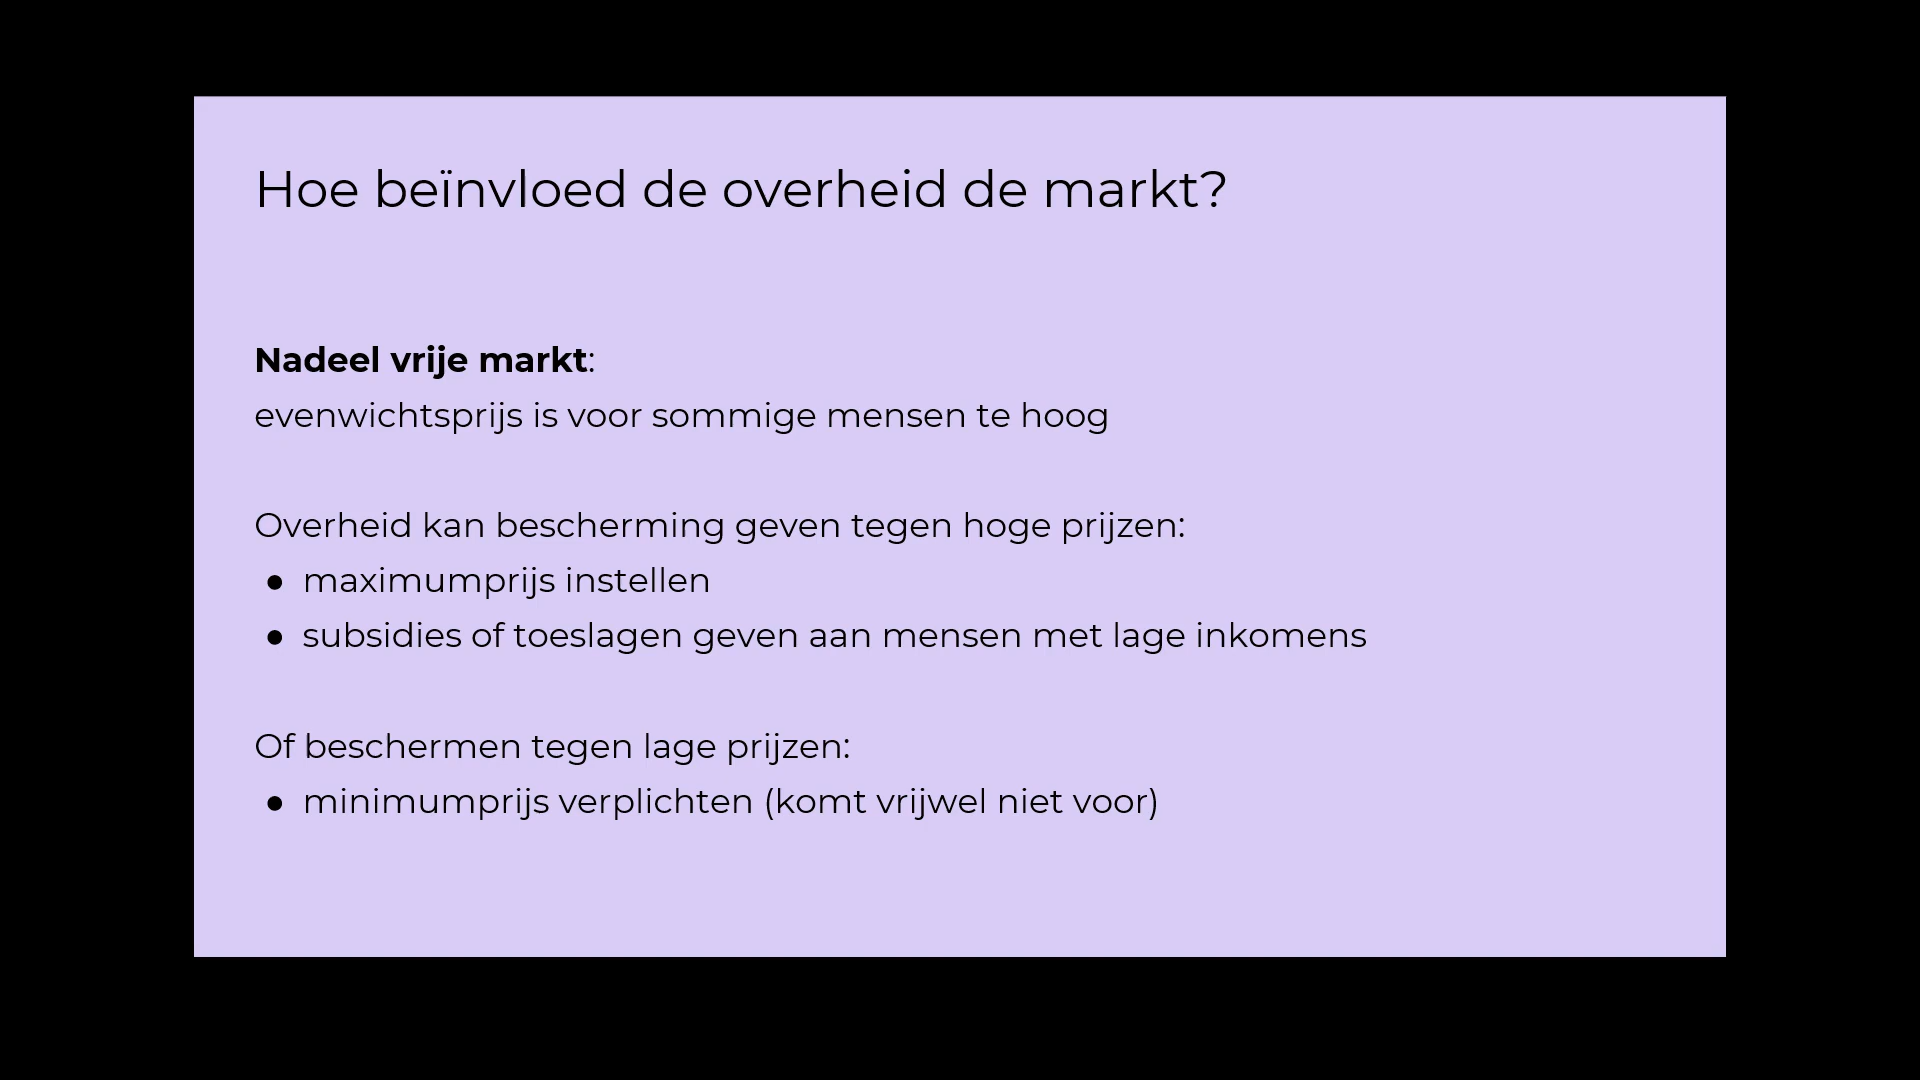 Hoe beïnvloed de overheid de markt?
Nadeel vrije markt:
evenwichtsprijs is voor sommige mensen te hoog
Overheid kan bescherming geven tegen hoge prijzen:
● maximumprijs instellen
● subsidies of toeslagen geven aan mensen met lage inkomens
Of beschermen tegen lage prijzen:
● minimumprijs verplichten (komt vrijwel niet voor)